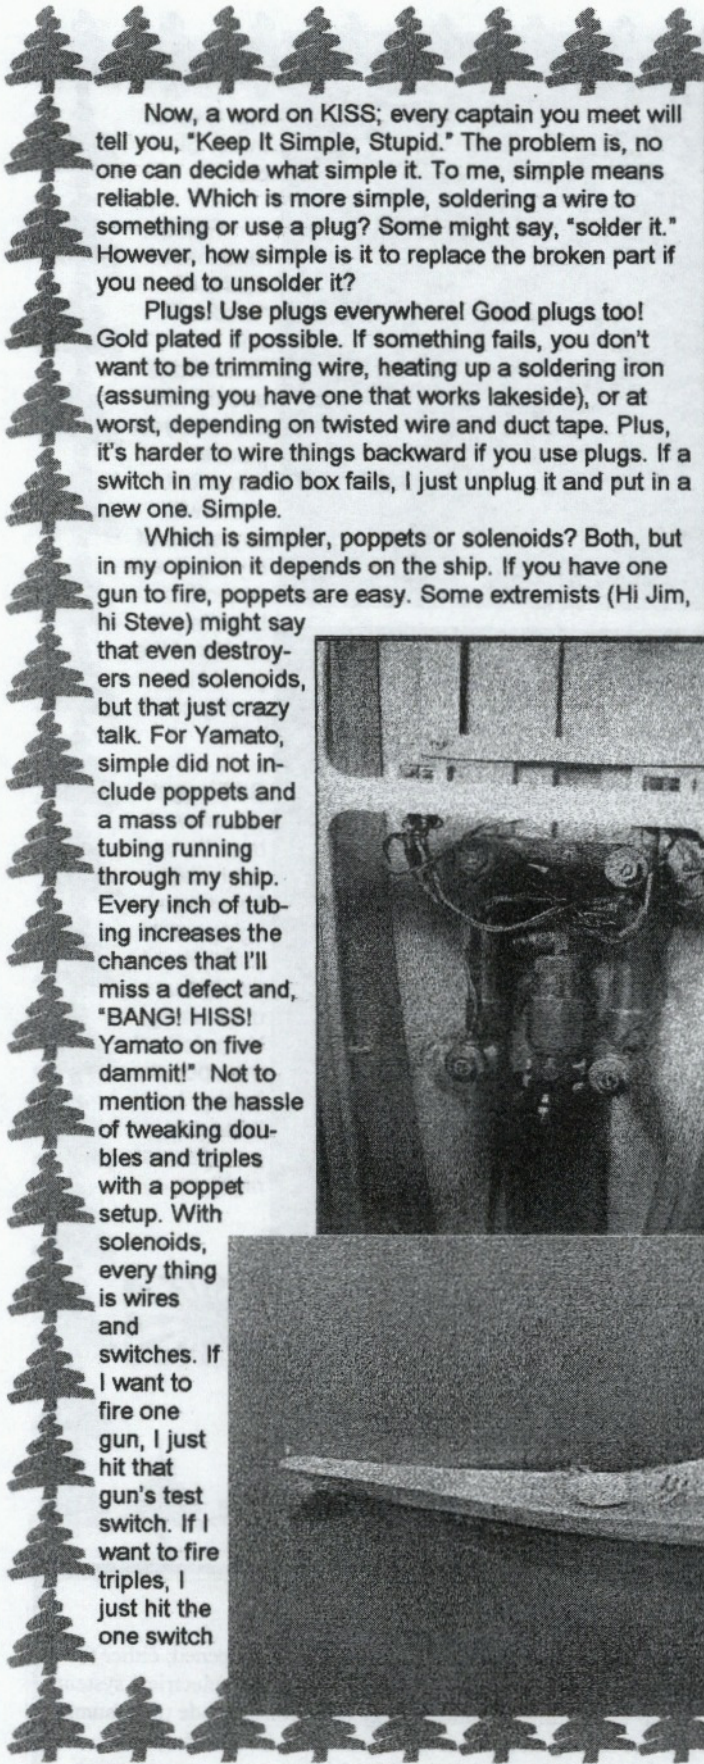 Now, a word on KISS; every captain you meet will
tell you, "Keep It Simple, Stupid." The problem is, no
one can decide what simple it. To me, simple means
reliable. Which is more simple, soldering a wire to
something or use a plug? Some might say, "solder it."
However, how simple is it to replace the broken part if
you need to unsolder it?
Plugs! Use plugs everywhere! Good plugs too!
Gold plated if possible. If something fails, you don't
want to be trimming wire, heating up a soldering iron
(assuming you have one that works lakeside), or at
worst, depending on twisted wire and duct tape. Plus,
it's harder to wire things backward if you use plugs. If a
switch in my radio box fails, I just unplug it and put in a
new one. Simple.
Which is simpler, poppets or solenoids? Both, but
in my opinion it depends on the ship. If you have one
gun to fire, poppets are easy. Some extremists (Hi Jim,
hi Steve) might say
that even destroy-
ers need solenoids,
but that just crazy
talk. For Yamato,
simple did not in-
clude poppets and
a mass of rubber
tubing running
through my ship.
Every inch of tub-
ing increases the
chances that I'll
miss a defect and,
"BANG! HISS!
Yamato on five
dammit!" Not to
mention the hassle
of tweaking dou-
bles and triples
with a poppet
setup. With
solenoids,
every thing
is wires
and
switches. If
I want to
fire one
gun, I just
hit that
gun's test
switch. If I
want to fire
triples, I
just hit the
one switch